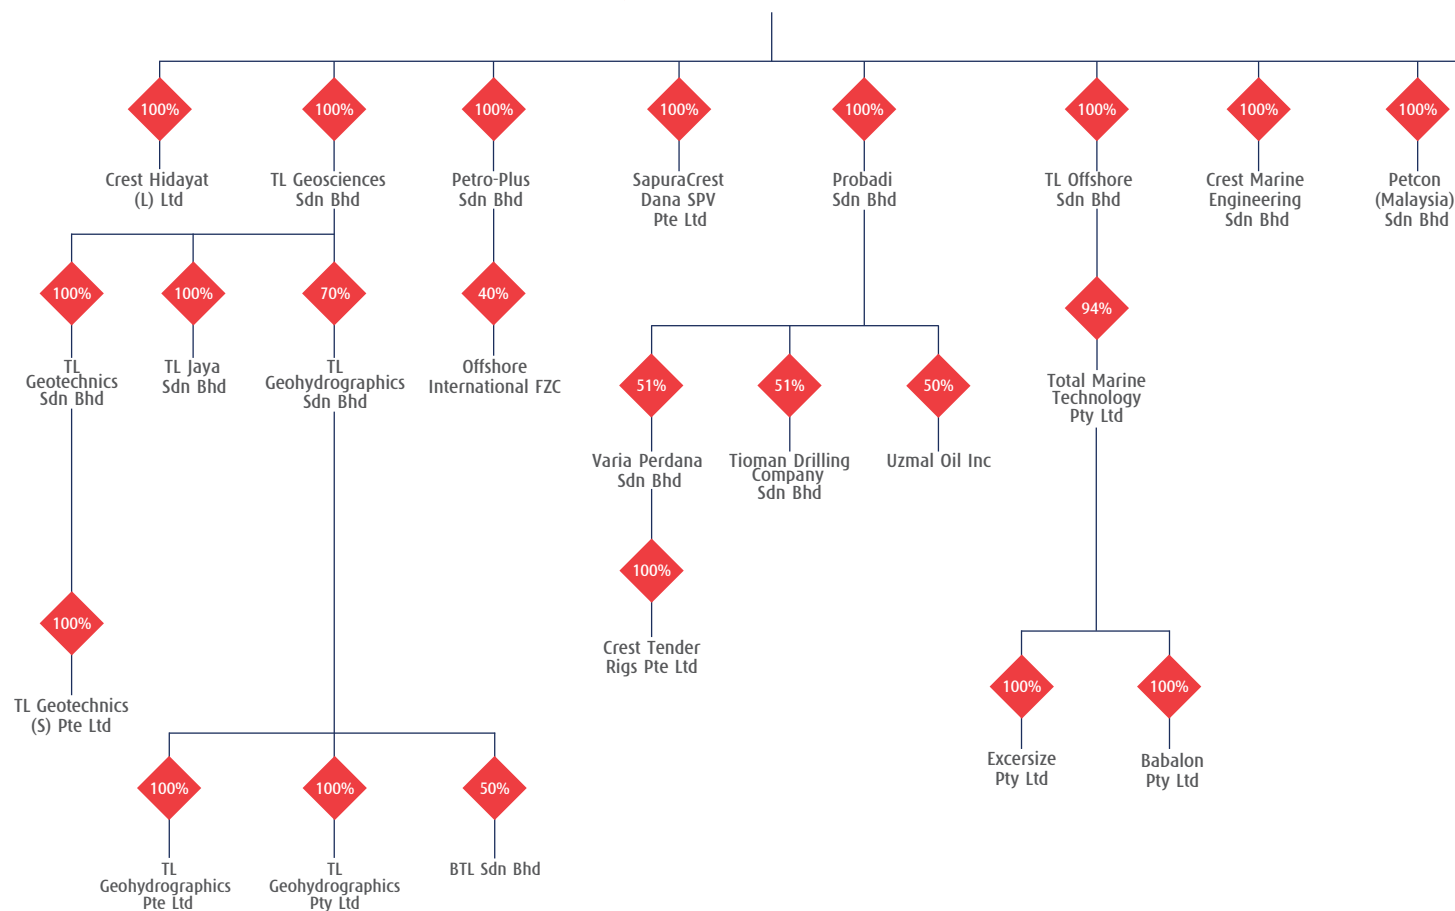 100%
100%
100%
100%
100%
100%
100%
100%
Crest Hidayat
(L) Ltd
TL Geosciences
Sdn Bhd
Petro-Plus
Sdn Bhd
SapuraCrest
Dana SPV
Pte Ltd
Probadi
Sdn Bhd
TL Offshore
Sdn Bhd
Crest Marine
Engineering
Sdn Bhd
Petcon
(Malaysia)
Sdn Bhd
100%
100%
70%
40%
94%
TL
Geotechnics
Sdn Bhd
TL Jaya
Sdn Bhd
TL
Geohydrographics
Sdn Bhd
Offshore
International FZC
51%
51%
50%
Total Marine
Technology
Pty Ltd
Varia Perdana
Sdn Bhd
Tioman Drilling
Company
Sdn Bhd
Uzmal Oil Inc
100%
100%
Crest Tender
Rigs Pte Ltd
100%
100%
TL Geotechnics
(S) Pte Ltd
Excersize
Pty Ltd
Babalon
Pty Ltd
100%
100%
50%
TL
Geohydrographics
Pte Ltd
TL
Geohydrographics
Pty Ltd
BTL Sdn Bhd